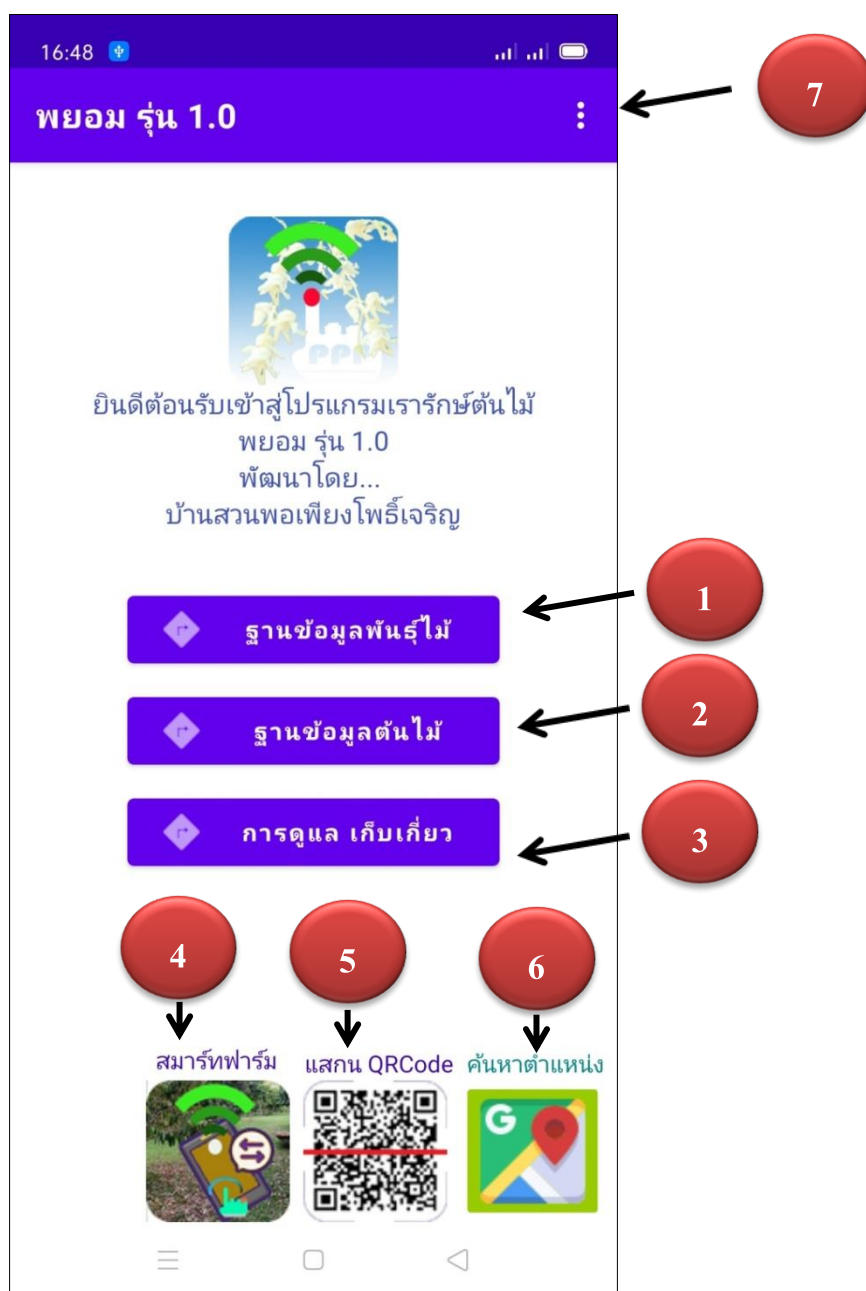 16:48
7
พยอม รุ่น 1.0
PPN
ยินดีต้อนรับเข้าสู่โปรแกรมเรารักษ์ต้นไม้
พยอม รุ่น 1.0
พัฒนาโดย...
บ้านสวนพอเพียงโพธิ์เจริญ
1
ฐานข้อมูลพันธุ์ไม้
2
ฐานข้อมูลต้นไม้
3
การดูแล เก็บเกี่ยว
4
5
6
สมาร์ทฟาร์ม
แสกน QRCode
ค้นหาตำแหน่ง
G